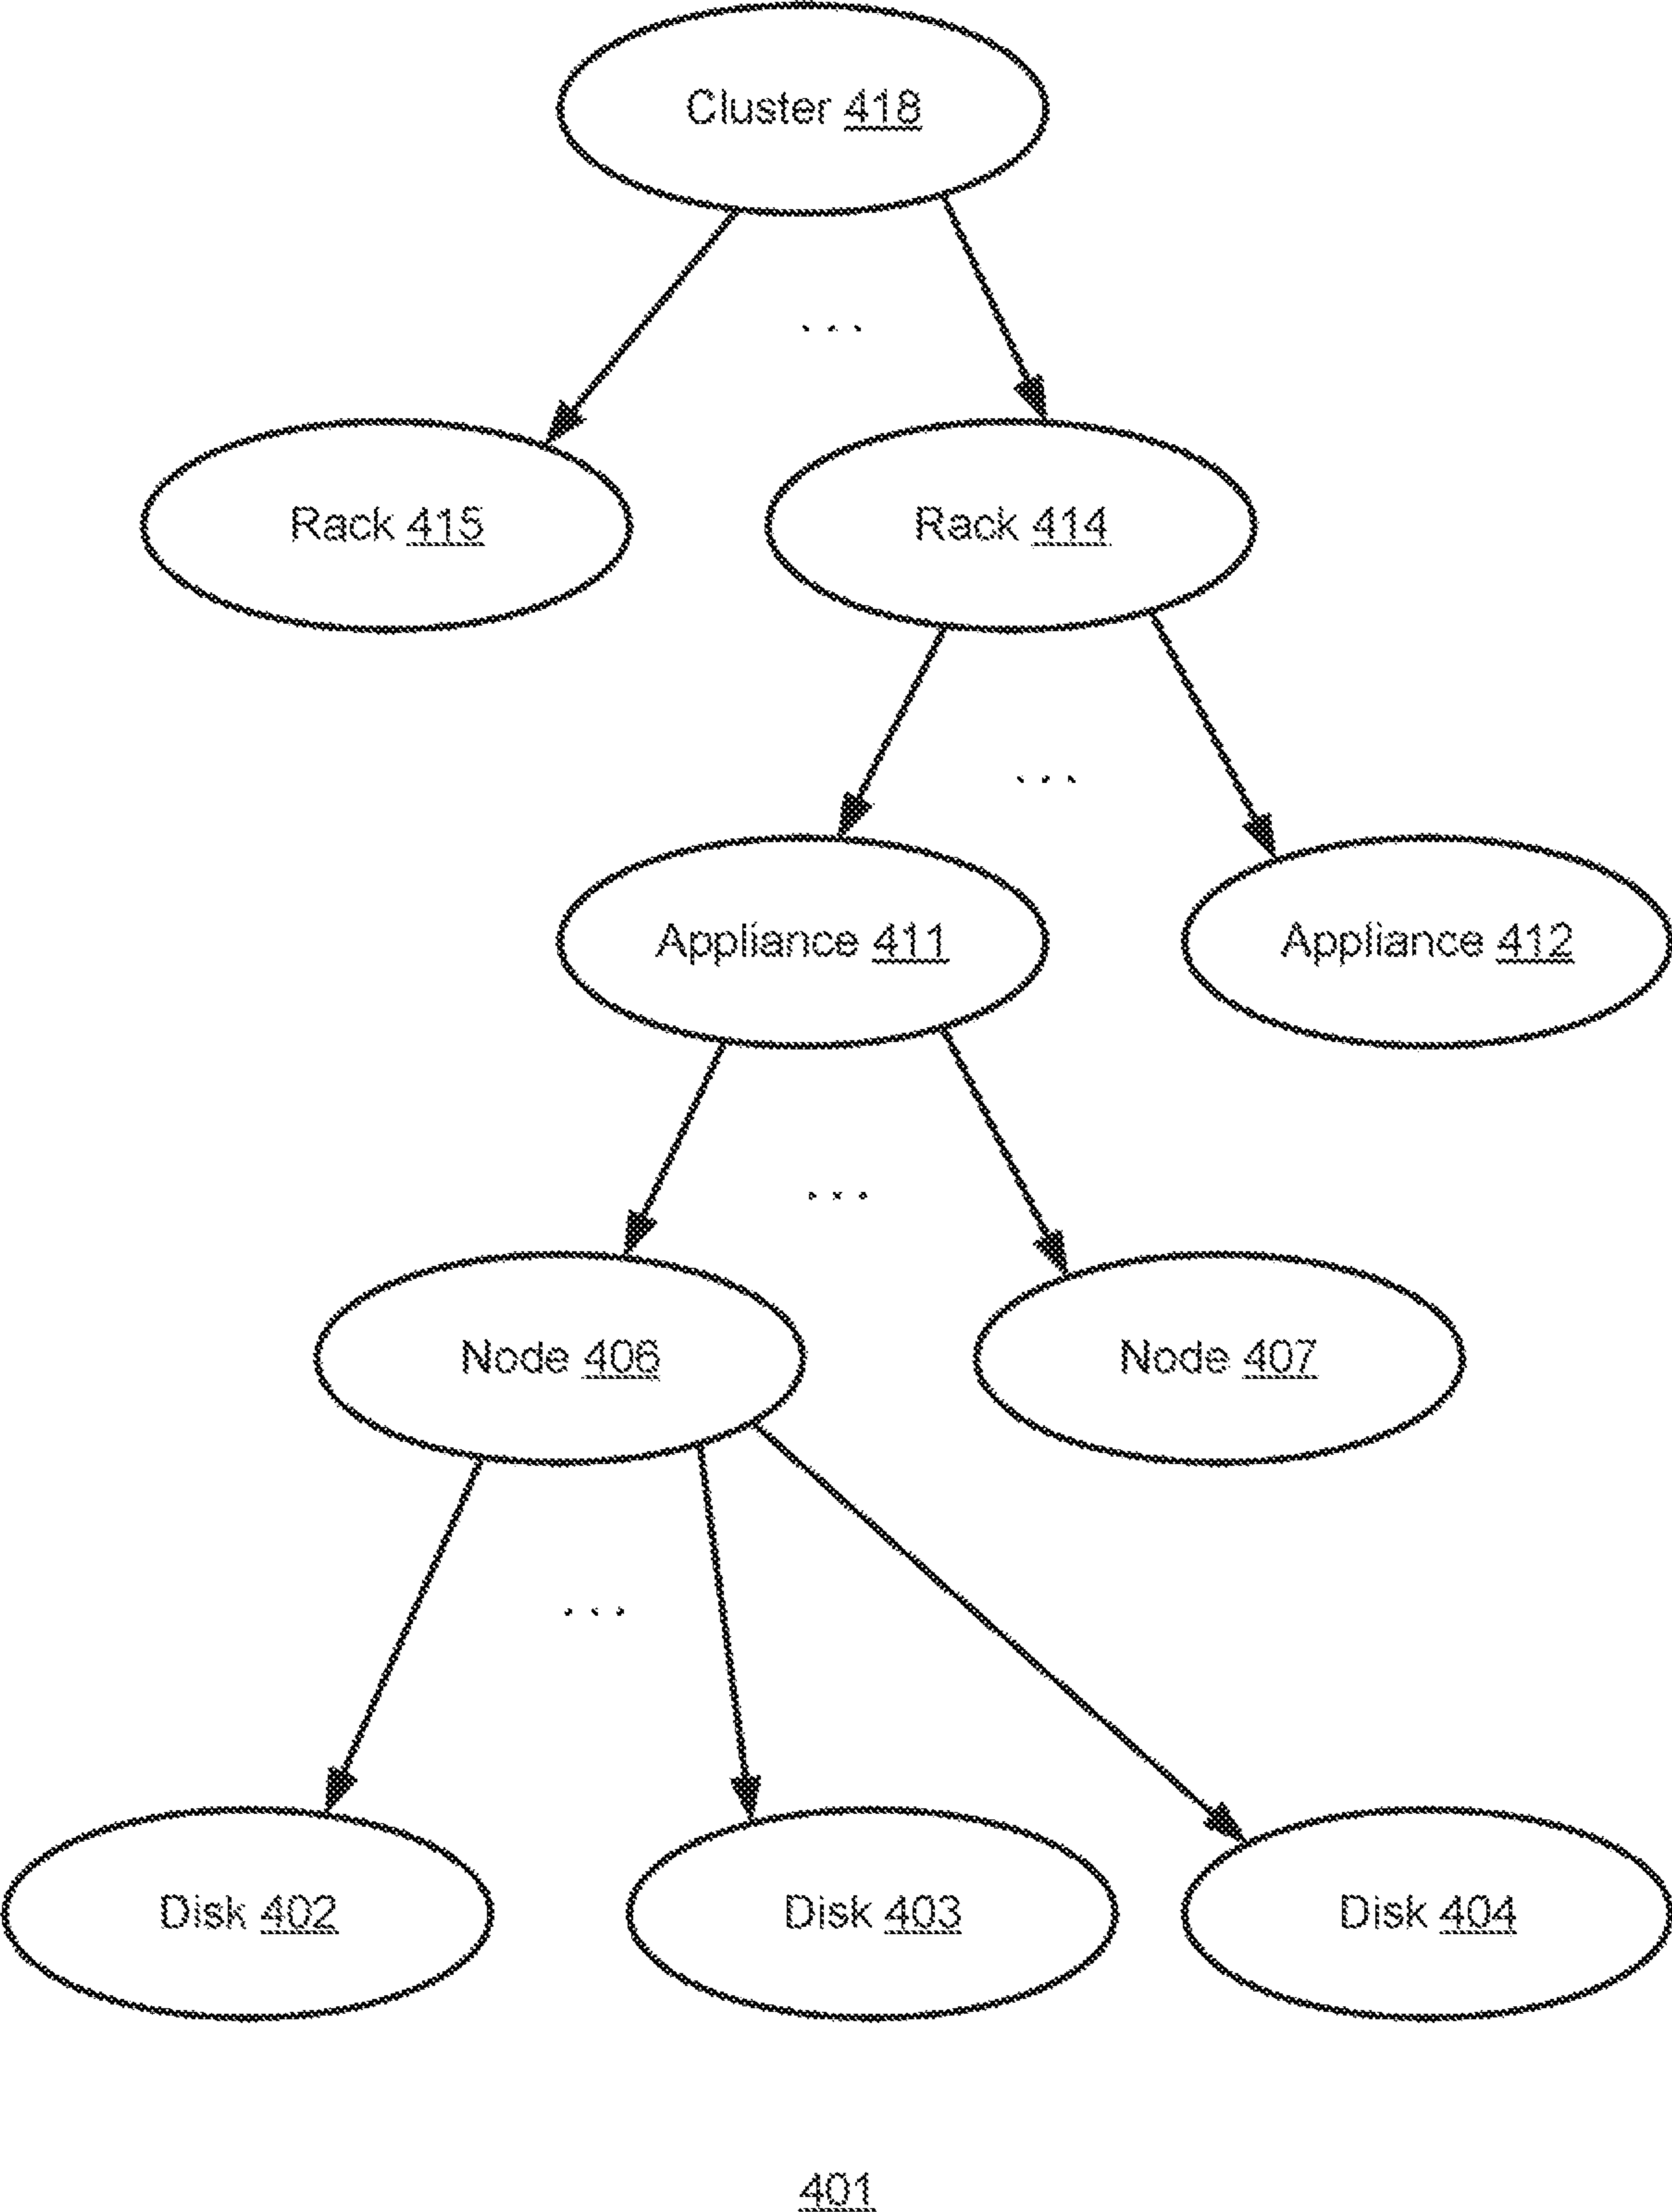 Cluster 418
...
Rack 415
Rack 414
...
Appliance 411
Appliance 412
...
Node 406
Node 407
...
Disk 402
Disk 403
Disk 404
401